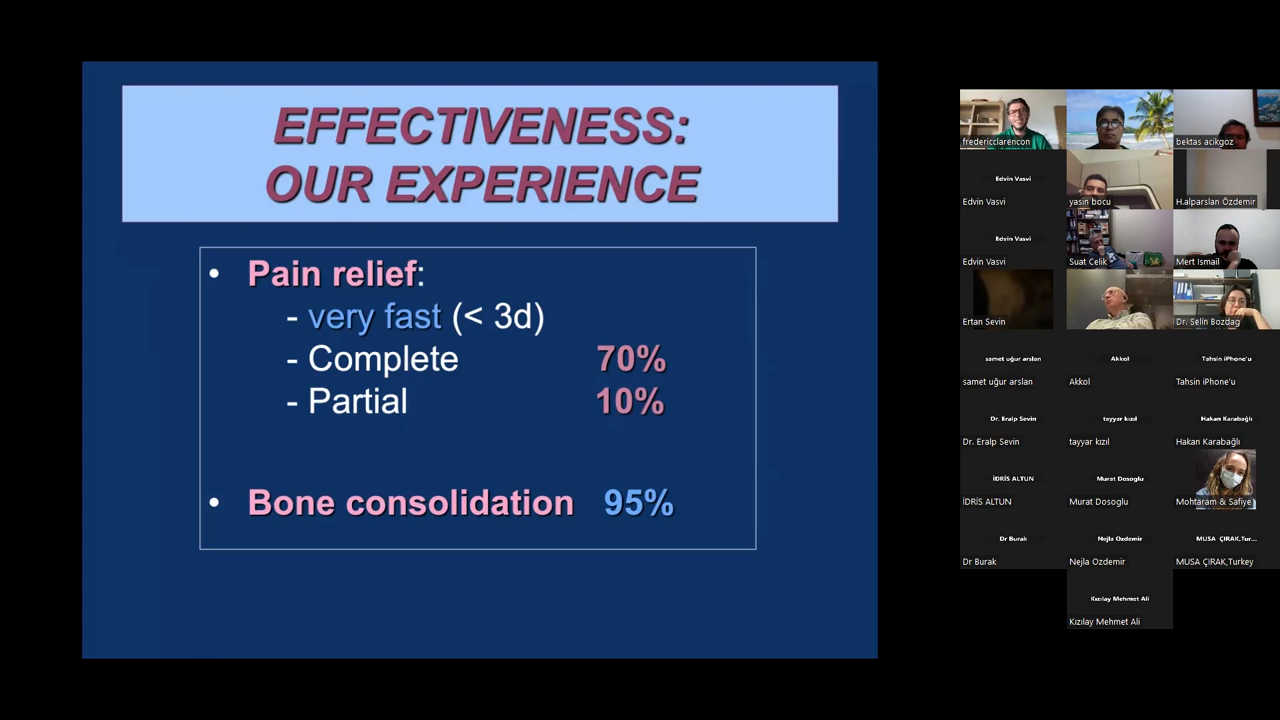 EFFECTIVENESS:
OUR EXPERIENCE
• Pain relief:
- very fast (< 3d)
- Complete 70%
- Partial 10%
• Bone consolidation 95%
fredericclarencon
bektas acikgoz
Edvin Vasvi
Edvin Vasvi
yasin bocu
H.alparslan Özdemir
Edvin Vasvi
Edvin Vasvi
Suat Çelik
Mert Ismail
Ertan Sevin
Dr. Selin Bozdag
samet uğur arslan
Akkol
Tahsin iPhone'u
samet uğur arslan
Akkol
Tahsin iPhone'u
Dr. Eralp Sevin
tayyar kızıl
Hakan Karabağlı
Dr. Eralp Sevin
tayyar kızıl
Hakan Karabağlı
İDRİS ALTUN
Murat Dosoglu
İDRİS ALTUN
Murat Dosoglu
Mohtaram & Safiye
Dr Burak
Nejla Ozdemir
MUSA ÇIRAK,Tur...
Dr Burak
Nejla Ozdemir
MUSA ÇIRAK,Turkey
Kızılay Mehmet Ali
Kızılay Mehmet Ali